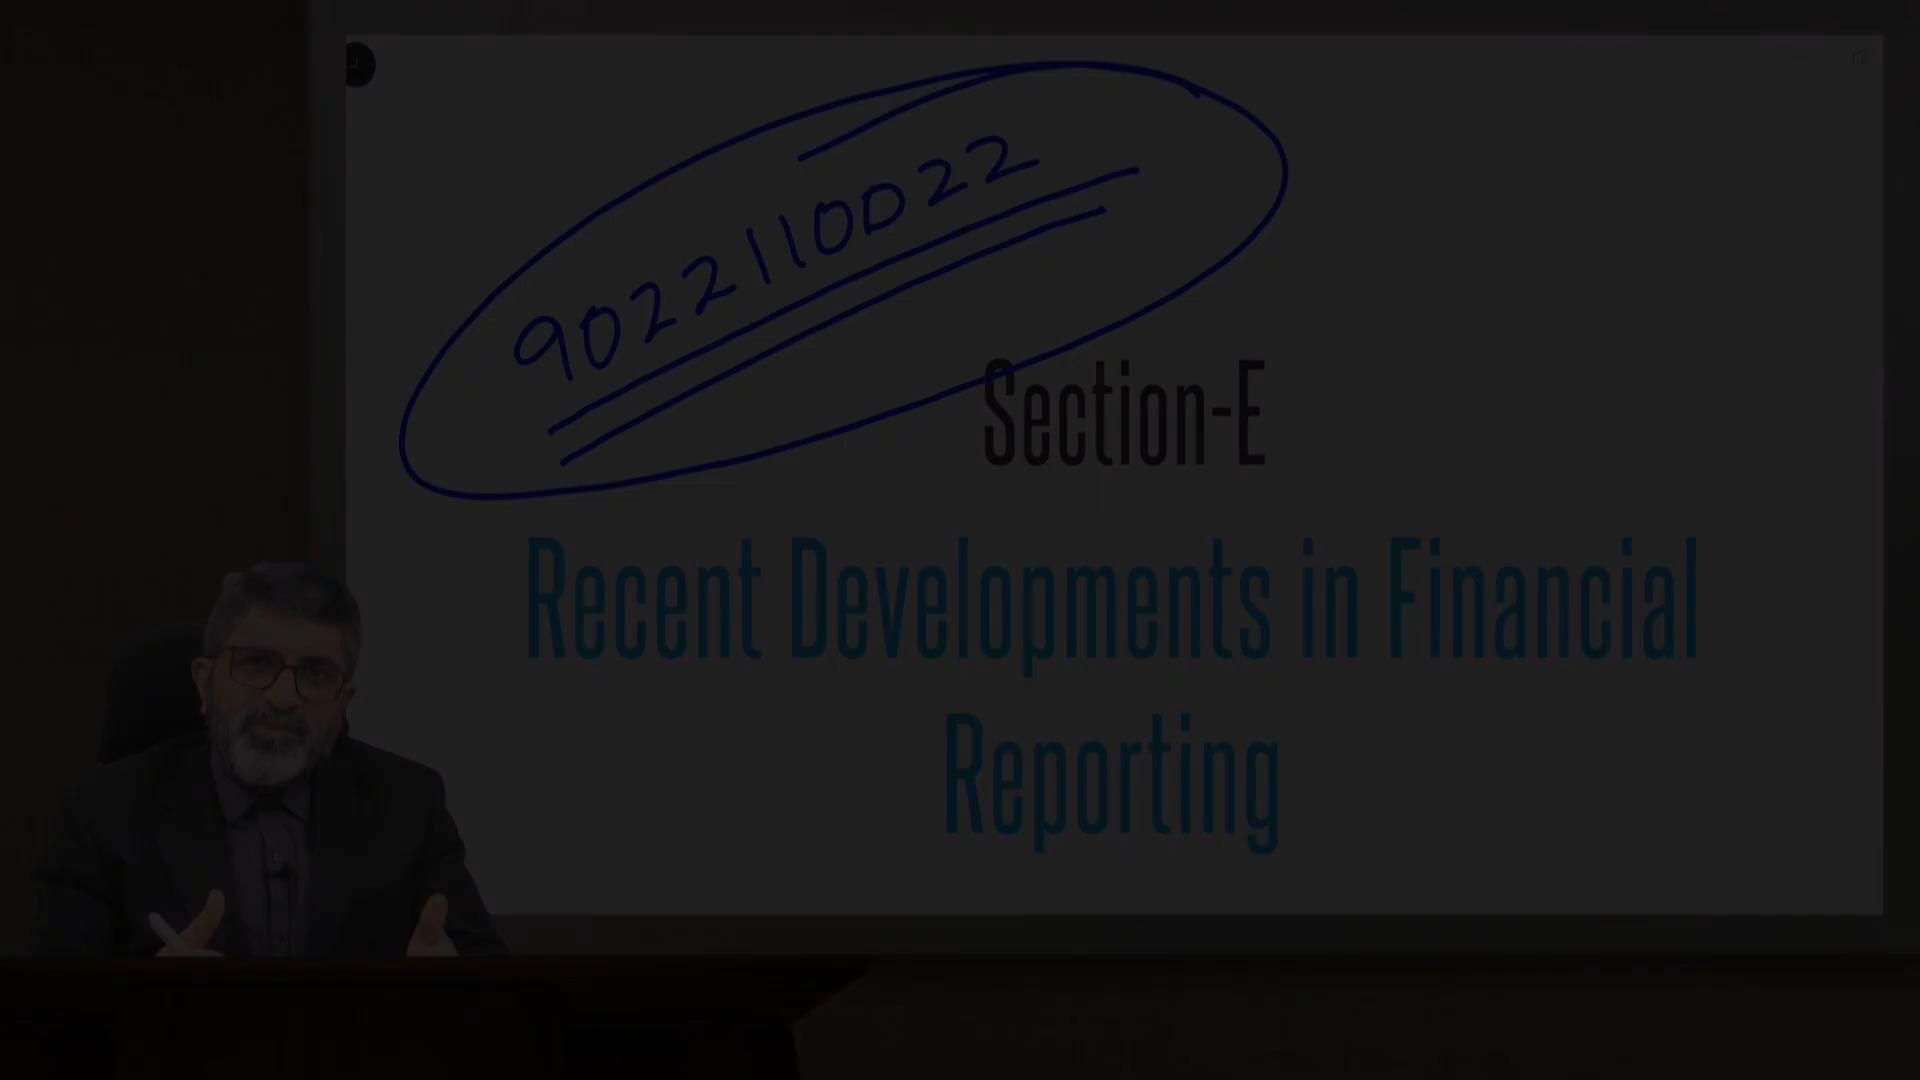 9022110022
Section-E
Recent Developments in Financial
Reporting